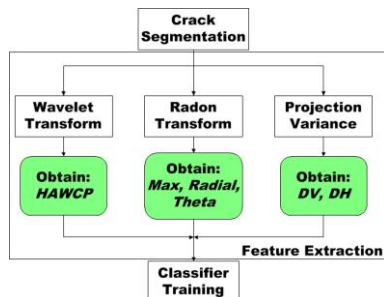 Crack
Segmentation
Wavelet
Transform
Radon
Transform
Projection
Variance
Obtain:
HAWCP
Obtain:
Max, Radial,
Theta
Obtain:
DV, DH
Feature Extraction
Classifier
Training